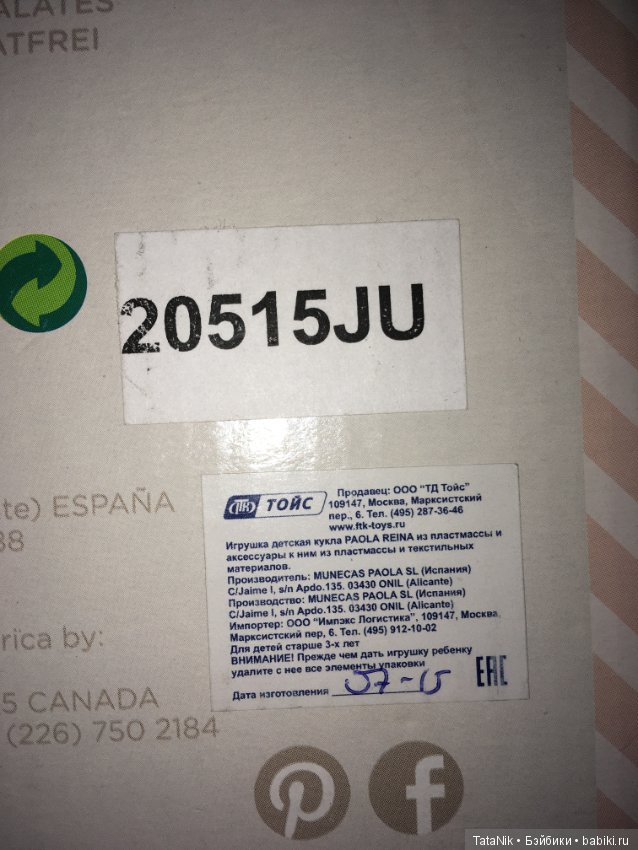 ALATES
ATFREI
20515JU
te) ESPAÑA
38
ПК ТОЙС
Продавец: ООО "ТД Тойс"
109147, Москва, Марксистский
пер., 6. Тел. (495) 287-36-46
www.ftk-toys.ru
Игрушка детская кукла PAOLA REINA из пластмассы и
аксессуары к ним из пластмассы и текстильных
материалов.
Производитель: MUNECAS PAOLA SL (Испания)
C/Jaime I, s/n Apdo.135. 03430 ONIL (Alicante)
Производство: MUNECAS PAOLA SL (Испания)
C/Jaime I, s/n Apdo.135. 03430 ONIL (Alicante)
Импортер: ООО "Импэкс Логистика", 109147, Москва,
Марксистский пер, 6. Тел. (495) 912-10-02
Для детей старше 3-х лет
ВНИМАНИЕ! Прежде чем дать игрушку ребенку
удалите с нее все элементы упаковки
Дата изготовления 07-15
EAC
rica by:
5 CANADA
(226) 750 2184
TataNik • Бэйбики • babiki.ru